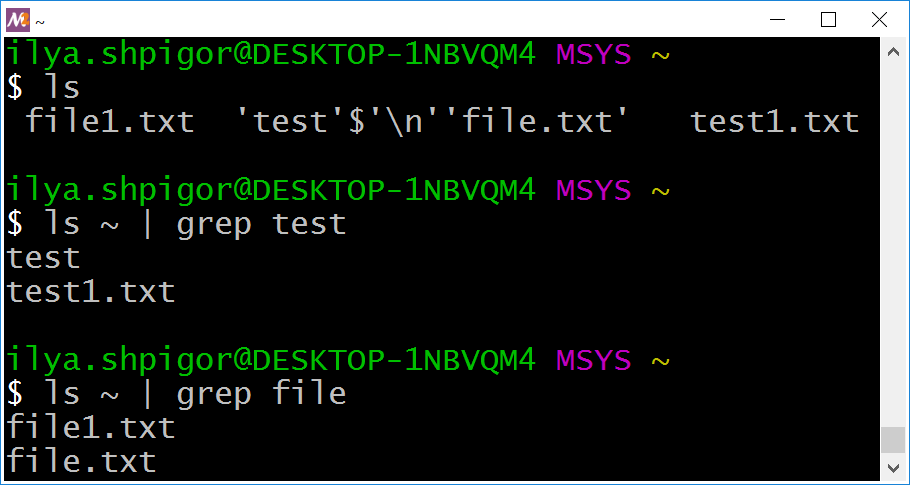 ~
ilya.shpigor@DESKTOP-1NBVQM4 MSYS ~
$ ls
 file1.txt  'test'$'\n''file.txt'   test1.txt
ilya.shpigor@DESKTOP-1NBVQM4 MSYS ~
$ ls ~ | grep test
test
test1.txt
ilya.shpigor@DESKTOP-1NBVQM4 MSYS ~
$ ls ~ | grep file
file1.txt
file.txt